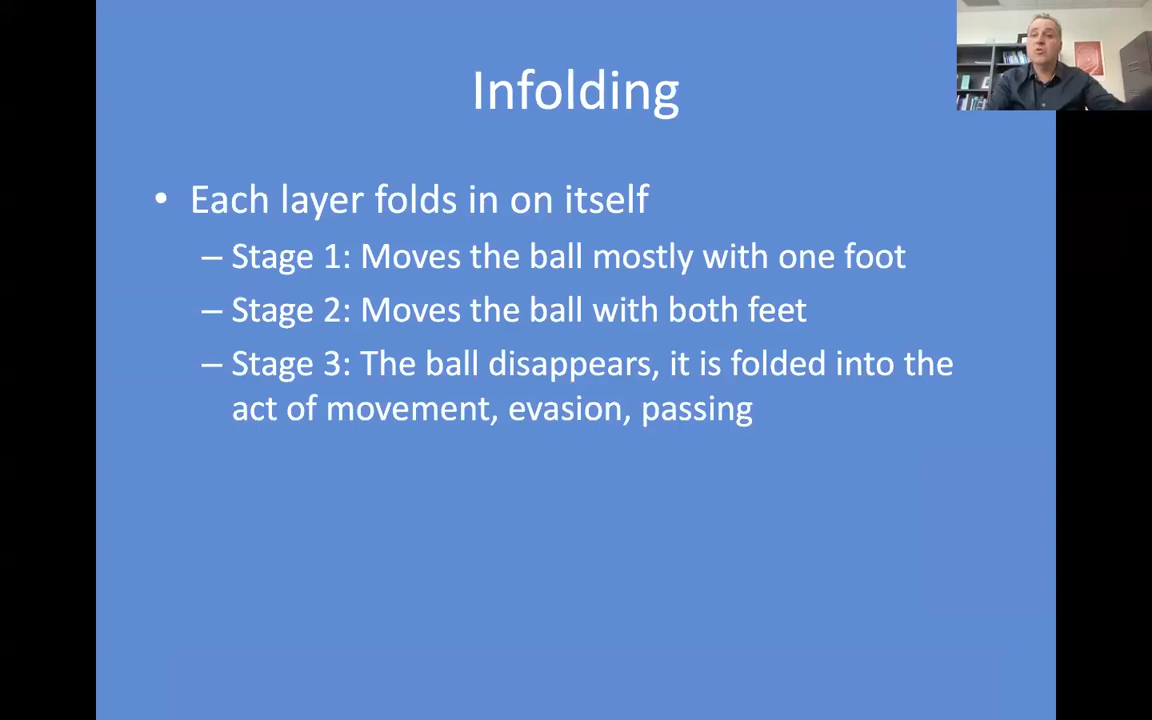 Infolding
• Each layer folds in on itself
– Stage 1: Moves the ball mostly with one foot
– Stage 2: Moves the ball with both feet
– Stage 3: The ball disappears, it is folded into the
act of movement, evasion, passing